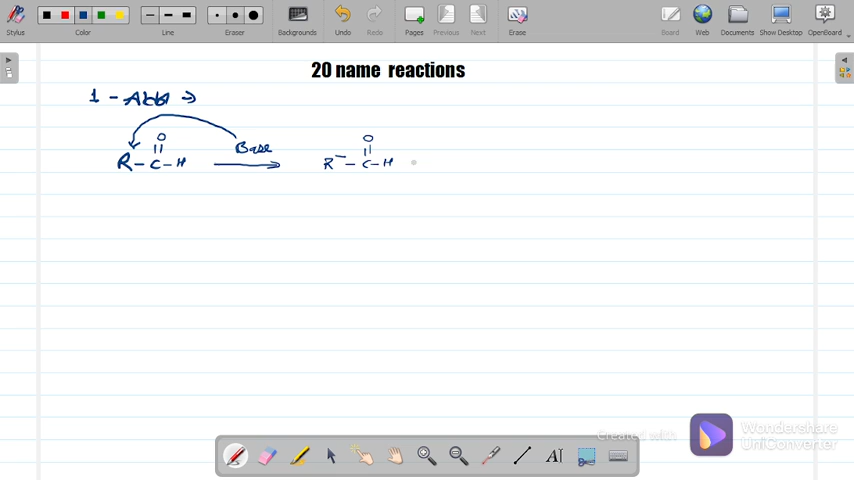 Stylus Color Line Eraser Backgrounds Undo Redo Pages Previous Next Erase Board Web Documents Show Desktop OpenBoard
20 name reactions
1 -
O O
R - C - H Base R⁻ - C - H
Created with Wondershare
UniConverter